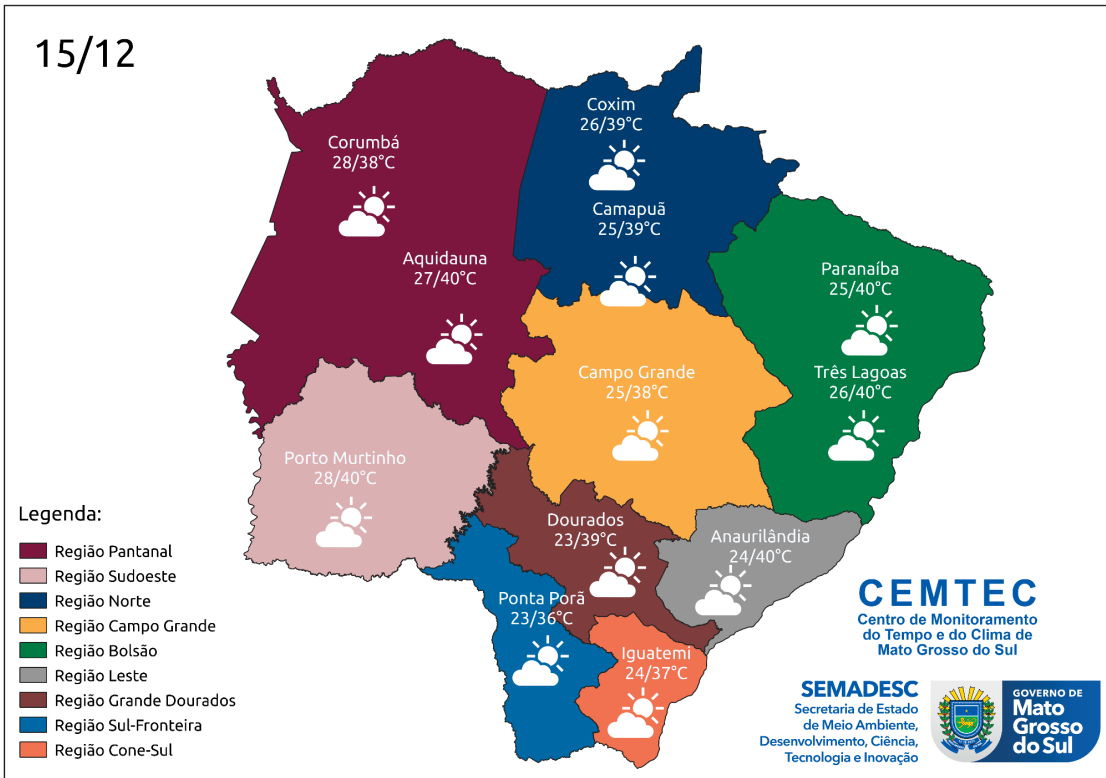 15/12
Coxim
26/39°C
Corumbá
28/38°C
Camapuã
25/39°C
Aquidauna
27/40°C
Paranaíba
25/40°C
Campo Grande
25/38°C
Três Lagoas
26/40°C
Porto Murtinho
28/40°C
Dourados
23/39°C
Anaurilândia
24/40°C
Ponta Porã
23/36°C
Iguatemi
24/37°C
Legenda:
Região Pantanal
Região Sudoeste
Região Norte
Região Campo Grande
Região Bolsão
Região Leste
Região Grande Dourados
Região Sul-Fronteira
Região Cone-Sul
CEMTEC
Centro de Monitoramento
do Tempo e do Clima de
Mato Grosso do Sul
SEMADESC
Secretaria de Estado
de Meio Ambiente,
Desenvolvimento, Ciência,
Tecnologia e Inovação
GOVERNO DE
Mato
Grosso
do Sul